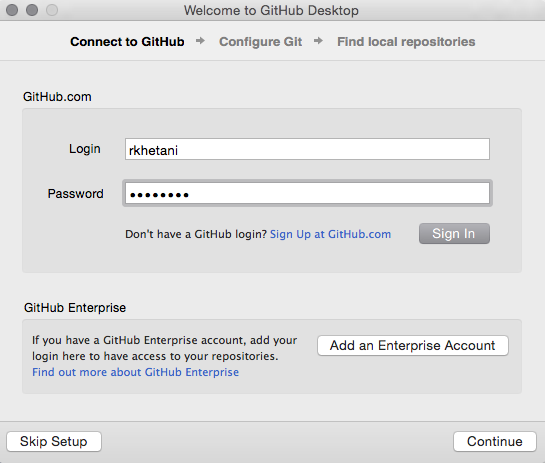 Welcome to GitHub Desktop
Connect to GitHub → Configure Git → Find local repositories
GitHub.com
Login rkhetani
Password ••••••••
Don't have a GitHub login? Sign Up at GitHub.com Sign In
GitHub Enterprise
If you have a GitHub Enterprise account, add your
login here to have access to your repositories.
Find out more about GitHub Enterprise
Add an Enterprise Account
Skip Setup Continue